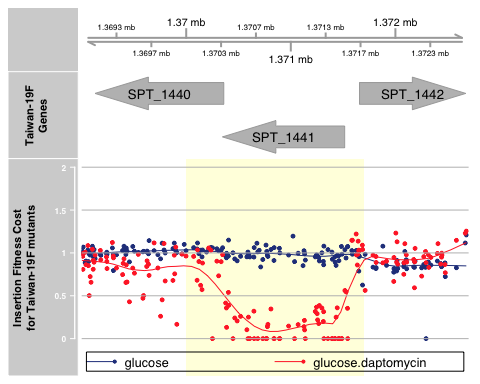 1.37 mb
1.372 mb
1.3693 mb
1.3707 mb
1.3713 mb
1.3697 mb
1.3703 mb
1.3717 mb
1.3723 mb
1.371 mb
Taiwan-19F
Genes
SPT_1440
SPT_1442
SPT_1441
Insertion Fitness Cost
for Taiwan-19F mutants
2
1.5
1
0.5
0
glucose
glucose.daptomycin